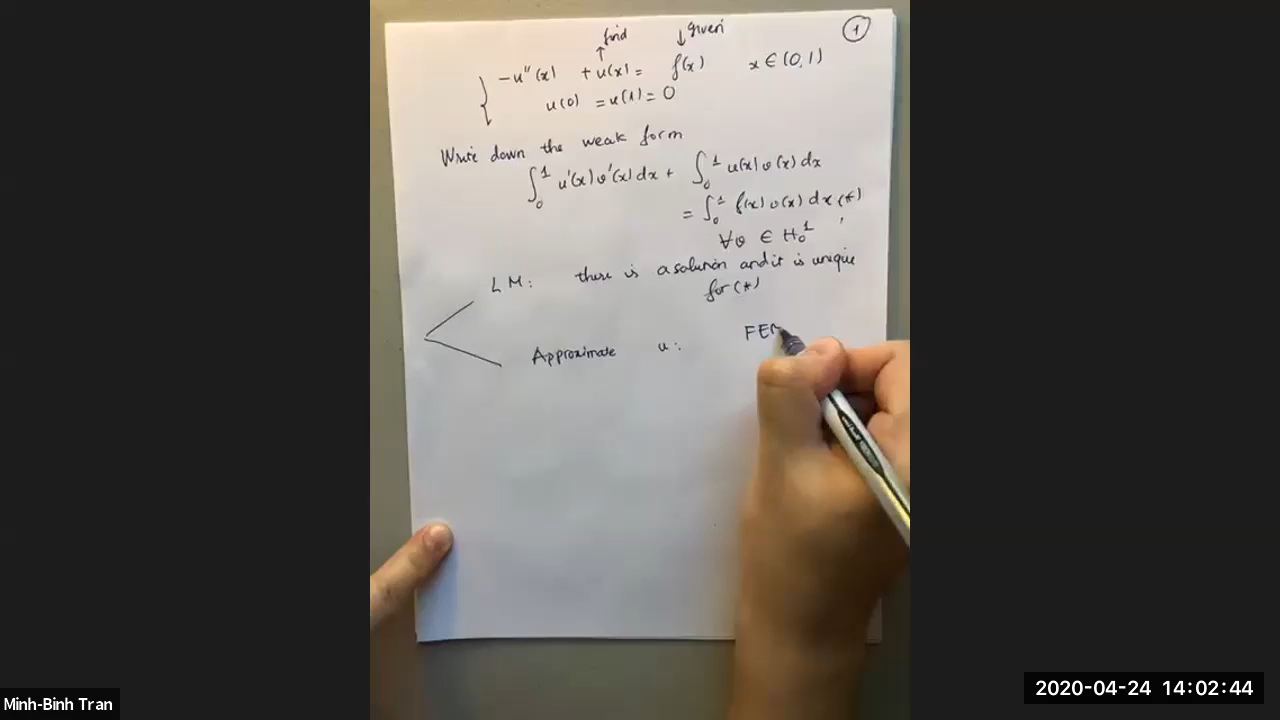 ①
find ↓given
↑
-u''(x) + u(x) = f(x) x ∈ (0,1)
u(0) = u(1) = 0
Write down the weak form
∫₀¹ u'(x) v'(x) dx + ∫₀¹ u(x) v(x) dx
= ∫₀¹ f(x) v(x) dx (*),
∀v ∈ H₀¹
LM: there is a solution and it is unique
for (*)
Approximate u: FEM
Minh-Binh Tran
2020-04-24 14:02:44